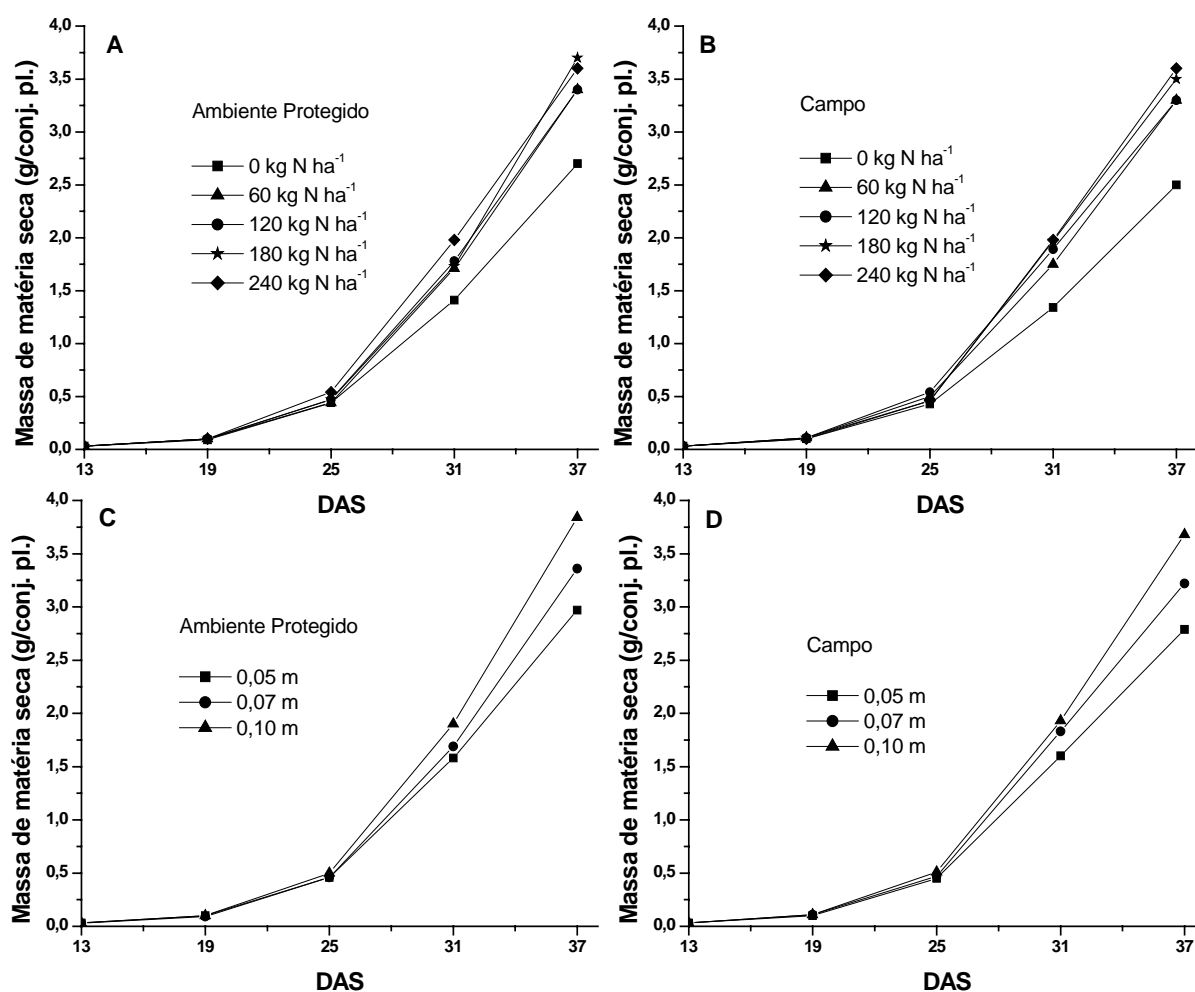 A
Massa de matéria seca (g/conj. pl.)
4,0
3,5
3,0
2,5
2,0
1,5
1,0
0,5
0,0
Ambiente Protegido
0 kg N ha-1
60 kg N ha-1
120 kg N ha-1
180 kg N ha-1
240 kg N ha-1
13 19 25 31 37
DAS
B
Massa de matéria seca (g/conj. pl.)
4,0
3,5
3,0
2,5
2,0
1,5
1,0
0,5
0,0
Campo
0 kg N ha-1
60 kg N ha-1
120 kg N ha-1
180 kg N ha-1
240 kg N ha-1
13 19 25 31 37
DAS
C
Massa de matéria seca (g/conj. pl.)
4,0
3,5
3,0
2,5
2,0
1,5
1,0
0,5
0,0
Ambiente Protegido
0,05 m
0,07 m
0,10 m
13 19 25 31 37
DAS
D
Massa de matéria seca (g/conj. pl.)
4,0
3,5
3,0
2,5
2,0
1,5
1,0
0,5
0,0
Campo
0,05 m
0,07 m
0,10 m
13 19 25 31 37
DAS